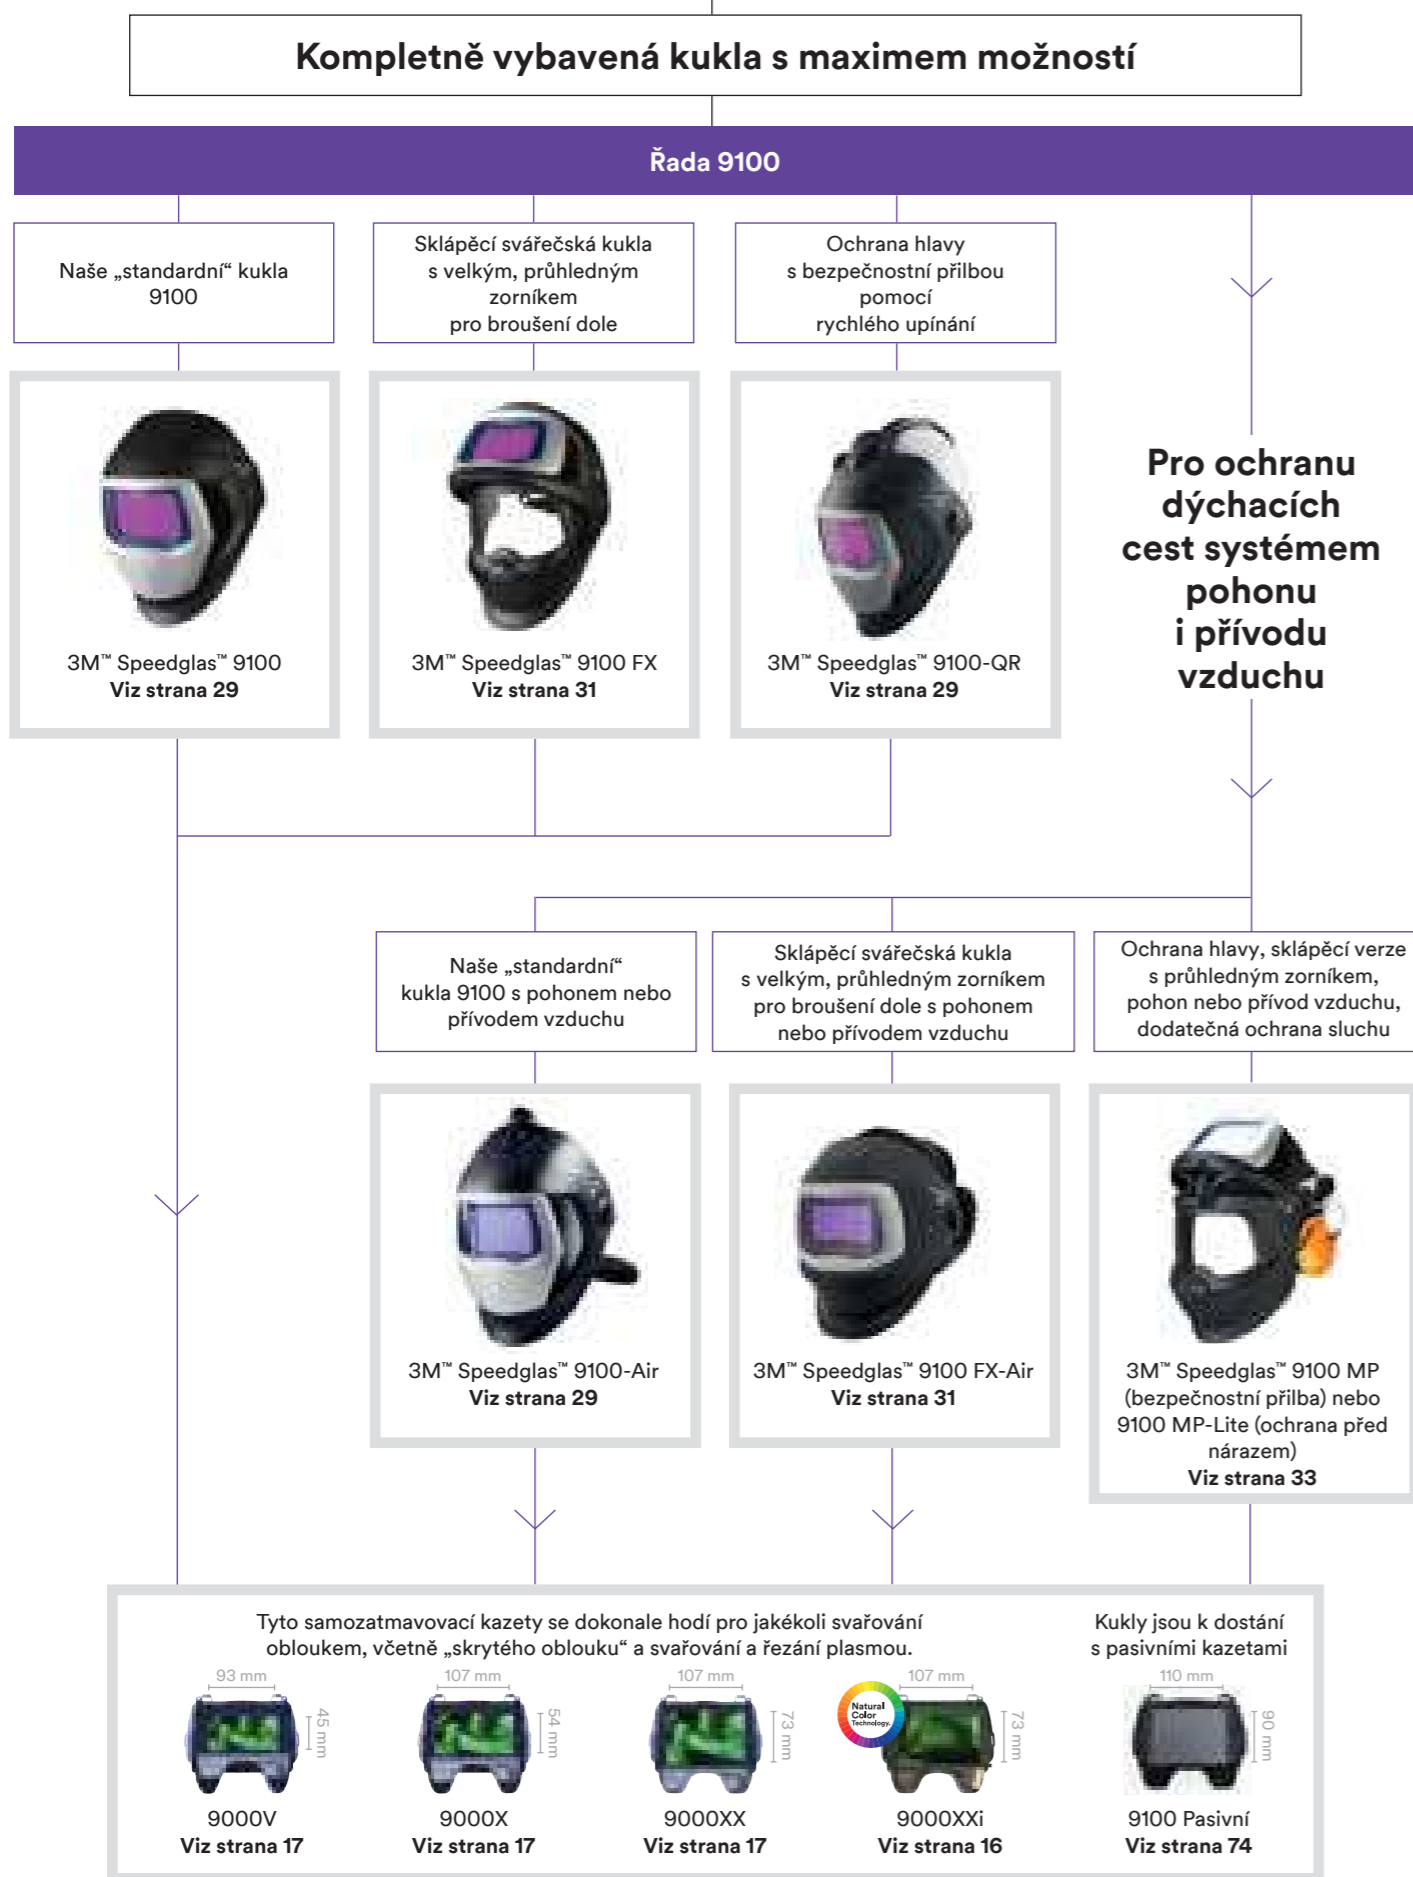 Kompletně vybavená kukla s maximem možností
Řada 9100
Naše „standardní“ kukla
9100
Sklápěcí svářečská kukla
s velkým, průhledným
zorníkem
pro broušení dole
Ochrana hlavy
s bezpečnostní přilbou
pomocí
rychlého upínání
3M™ Speedglas™ 9100
Viz strana 29
3M™ Speedglas™ 9100 FX
Viz strana 31
3M™ Speedglas™ 9100-QR
Viz strana 29
Pro ochranu
dýchacích
cest systémem
pohonu
i přívodu
vzduchu
Naše „standardní“
kukla 9100 s pohonem nebo
přívodem vzduchu
Sklápěcí svářečská kukla
s velkým, průhledným zorníkem
pro broušení dole s pohonem
nebo přívodem vzduchu
Ochrana hlavy, sklápěcí verze
s průhledným zorníkem,
pohon nebo přívod vzduchu,
dodatečná ochrana sluchu
3M™ Speedglas™ 9100-Air
Viz strana 29
3M™ Speedglas™ 9100 FX-Air
Viz strana 31
3M™ Speedglas™ 9100 MP
(bezpečnostní přilba) nebo
9100 MP-Lite (ochrana před
nárazem)
Viz strana 33
Tyto samozatmavovací kazety se dokonale hodí pro jakékoli svařování
obloukem, včetně „skrytého oblouku“ a svařování a řezání plasmou.
Kukly jsou k dostání
s pasivními kazetami
93 mm
45 mm
9000V
Viz strana 17
107 mm
54 mm
9000X
Viz strana 17
107 mm
73 mm
9000XX
Viz strana 17
Natural
Color
Technology.
107 mm
73 mm
9000XXi
Viz strana 16
110 mm
90 mm
9100 Pasivní
Viz strana 74